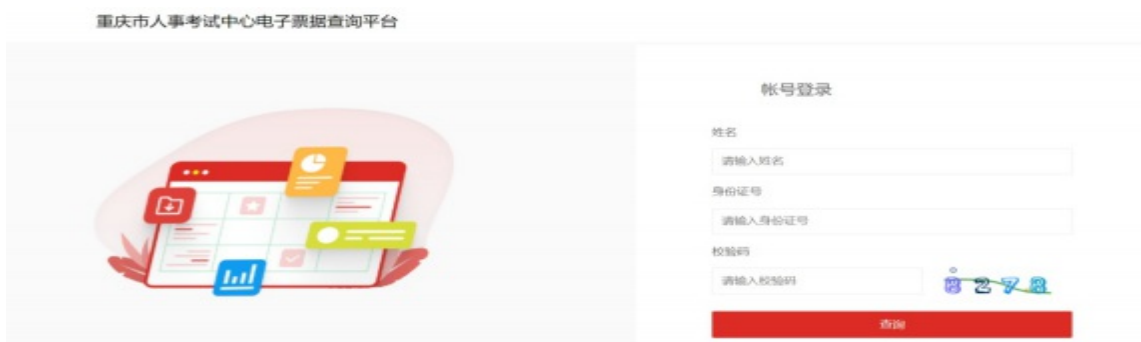 重庆市人事考试中心电子票据查询平台
帐号登录
姓名
请输入姓名
身份证号
请输入身份证号
校验码
请输入校验码
8278
查询